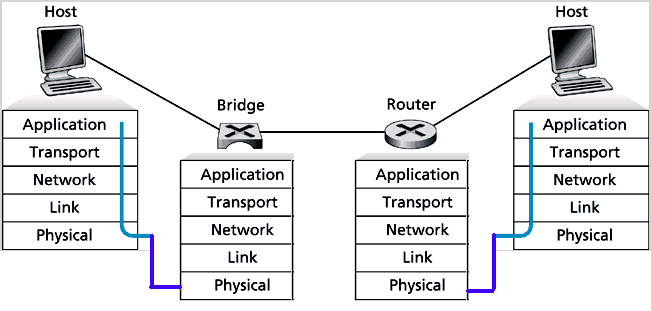 Host
Host
Bridge
Router
Application
Transport
Network
Link
Physical
Application
Transport
Network
Link
Physical
Application
Transport
Network
Link
Physical
Application
Transport
Network
Link
Physical